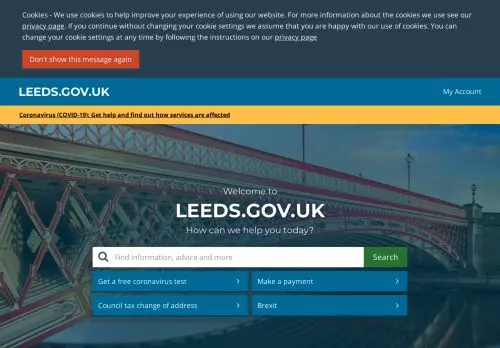 Cookies - We use cookies to help improve your experience of using our website. For more information about the cookies we use see our
privacy page. If you continue without changing your cookie settings we assume that you are happy with our use of cookies. You can
change your cookie settings at any time by following the instructions on our privacy page
Don't show this message again
LEEDS.GOV.UK
My Account
Coronavirus (COVID-19): Get help and find out how services are affected
Welcome to
LEEDS.GOV.UK
How can we help you today?
Find information, advice and more
Search
Get a free coronavirus test
Make a payment
Council tax change of address
Brexit